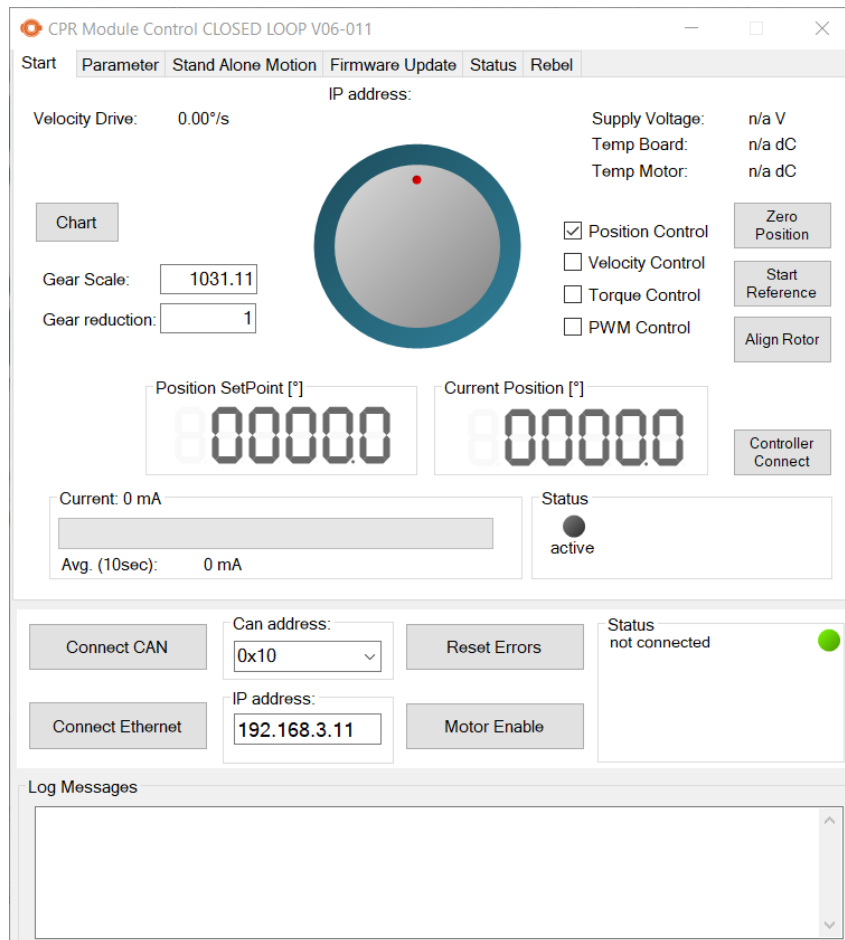 CPR Module Control CLOSED LOOP V06-011
Start Parameter Stand Alone Motion Firmware Update Status Rebel
IP address:
Velocity Drive: 0.00°/s
Supply Voltage: n/a V
Temp Board: n/a dC
Temp Motor: n/a dC
Chart
Position Control
Velocity Control
Torque Control
PWM Control
Zero
Position
Start
Reference
Align Rotor
Gear Scale: 1031.11
Gear reduction: 1
Position SetPoint [°]
0000.0
Current Position [°]
0000.0
Controller
Connect
Current: 0 mA
Avg. (10sec): 0 mA
Status
active
Connect CAN
Can address:
0x10
Reset Errors
Status
not connected
Connect Ethernet
IP address:
192.168.3.11
Motor Enable
Log Messages